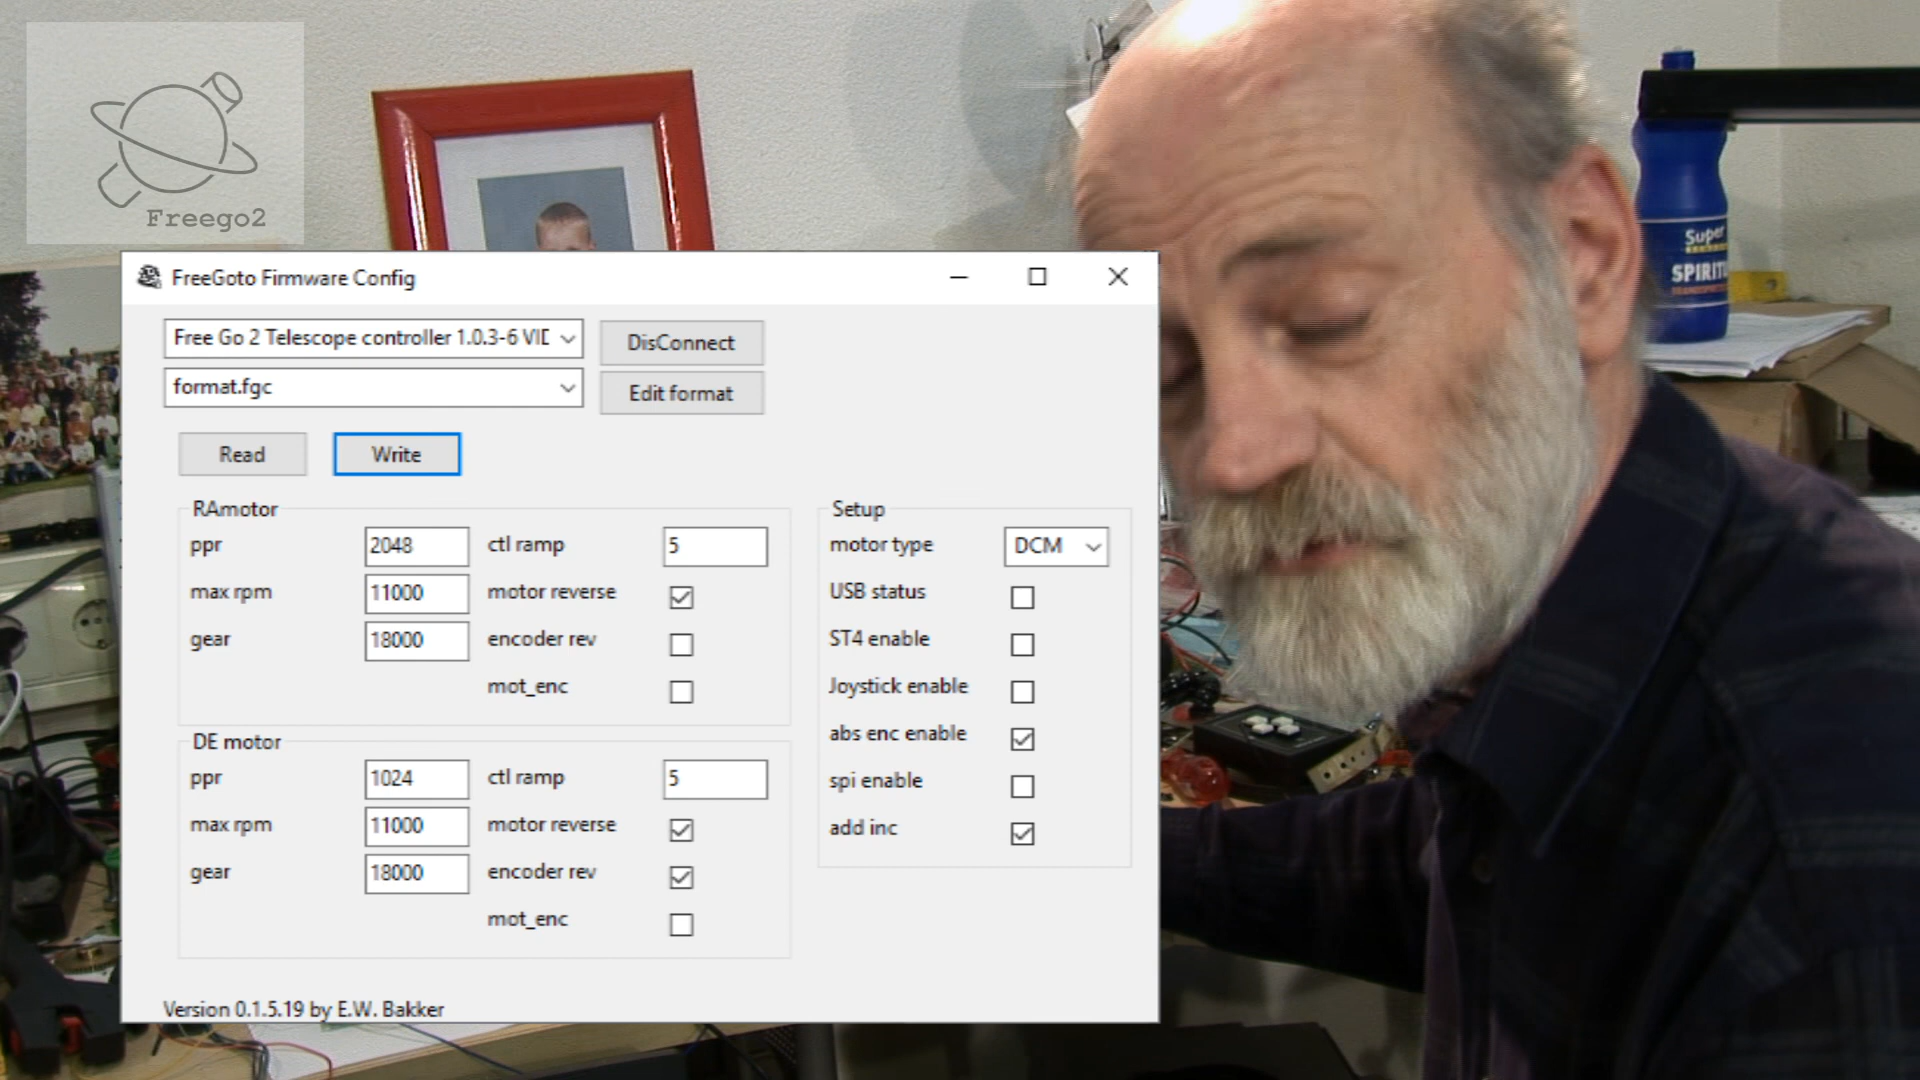 Freego2
FreeGoto Firmware Config
Free Go 2 Telescope controller 1.0.3-6 VID
DisConnect
format.fgc
Edit format
Read
Write
RAmotor
ppr
2048
ctl ramp
5
max rpm
11000
motor reverse
gear
18000
encoder rev
mot_enc
DE motor
ppr
1024
ctl ramp
5
max rpm
11000
motor reverse
gear
18000
encoder rev
mot_enc
Setup
motor type
DCM
USB status
ST4 enable
Joystick enable
abs enc enable
spi enable
add inc
Version 0.1.5.19 by E.W. Bakker
Super
SPIRIT